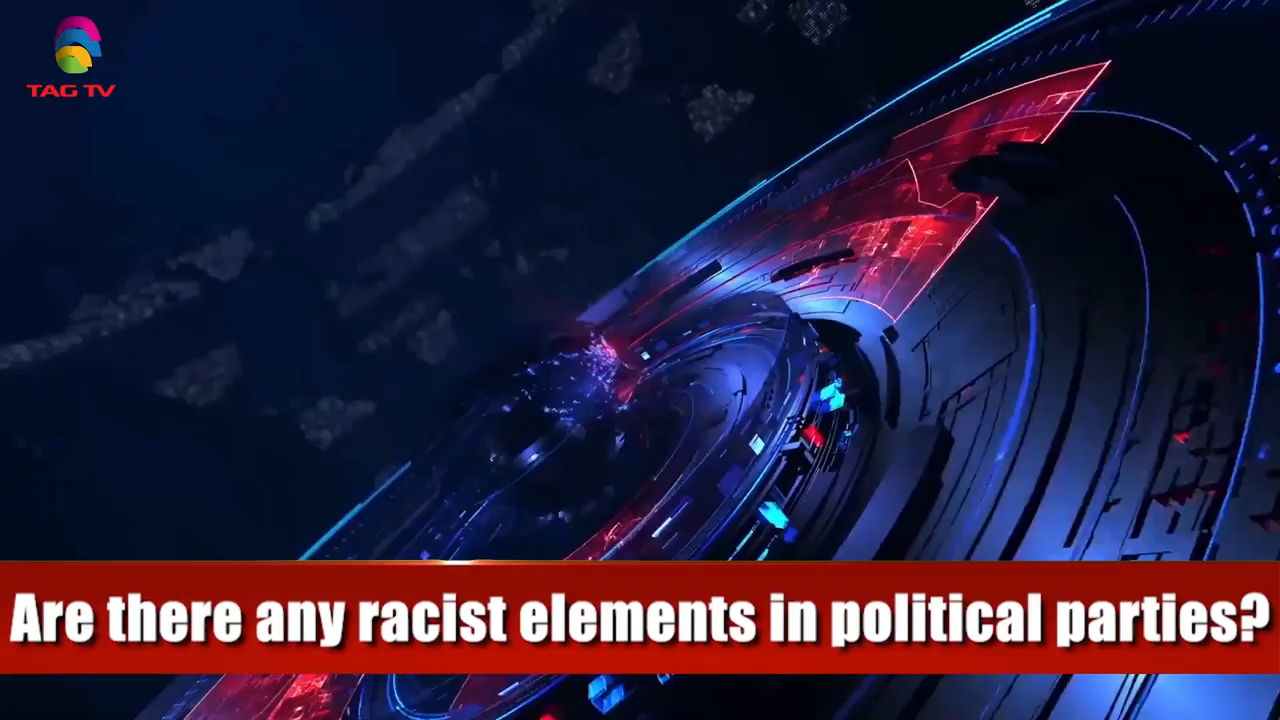 TAG TV
Are there any racist elements in political parties?